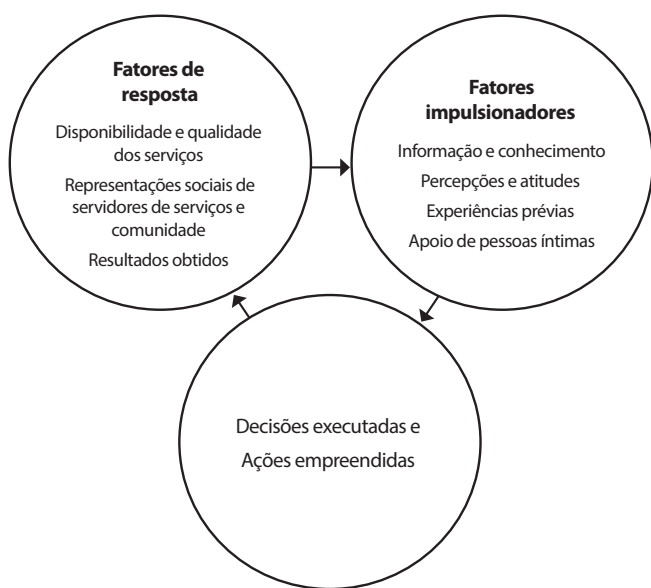 Fatores de
resposta
Disponibilidade e qualidade
dos serviços
Representações sociais de
servidores de serviços e
comunidade
Resultados obtidos
Fatores
impulsionadores
Informação e conhecimento
Percepções e atitudes
Experiências prévias
Apoio de pessoas íntimas
Decisões executadas e
Ações empreendidas